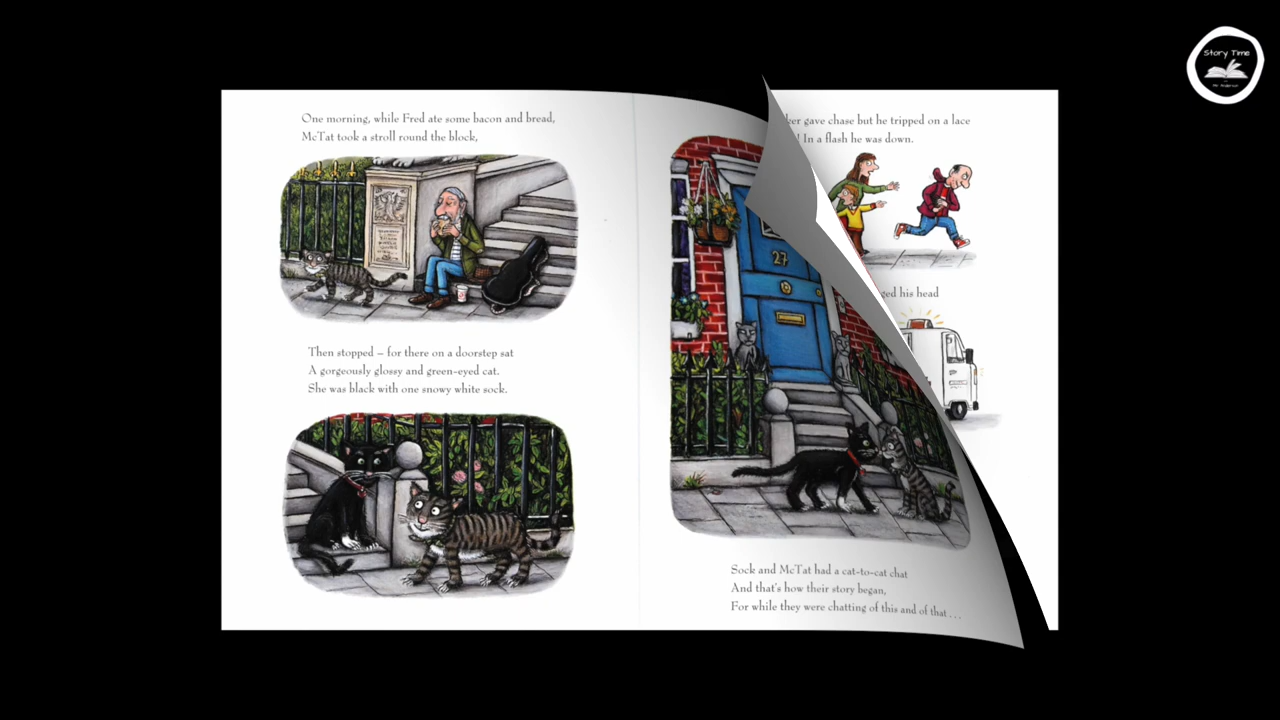 One morning, while Fred ate some bacon and bread,
McTat took a stroll round the block,
Then stopped – for there on a doorstep sat
A gorgeously glossy and green-eyed cat.
She was black with one snowy white sock.
27
Sock and McTat had a cat-to-cat chat
And that's how their story began,
For while they were chatting of this and of that . . .
gave chase but he tripped on a lace
! In a flash he was down.
his head
Story Time